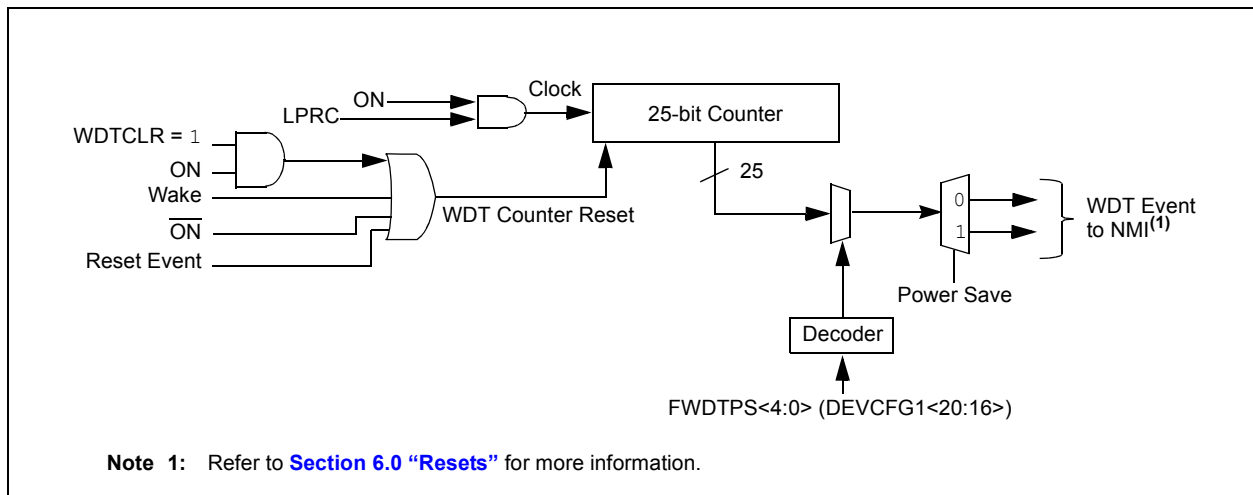 ON
Clock
LPRC
25-bit Counter
WDTCLR = 1
ON
25
Wake
WDT Counter Reset
0
1
WDT Event
to NMI(1)
ON
Reset Event
Power Save
Decoder
FWDTPS<4:0> (DEVCFG1<20:16>)
Note 1: Refer to Section 6.0 “Resets” for more information.